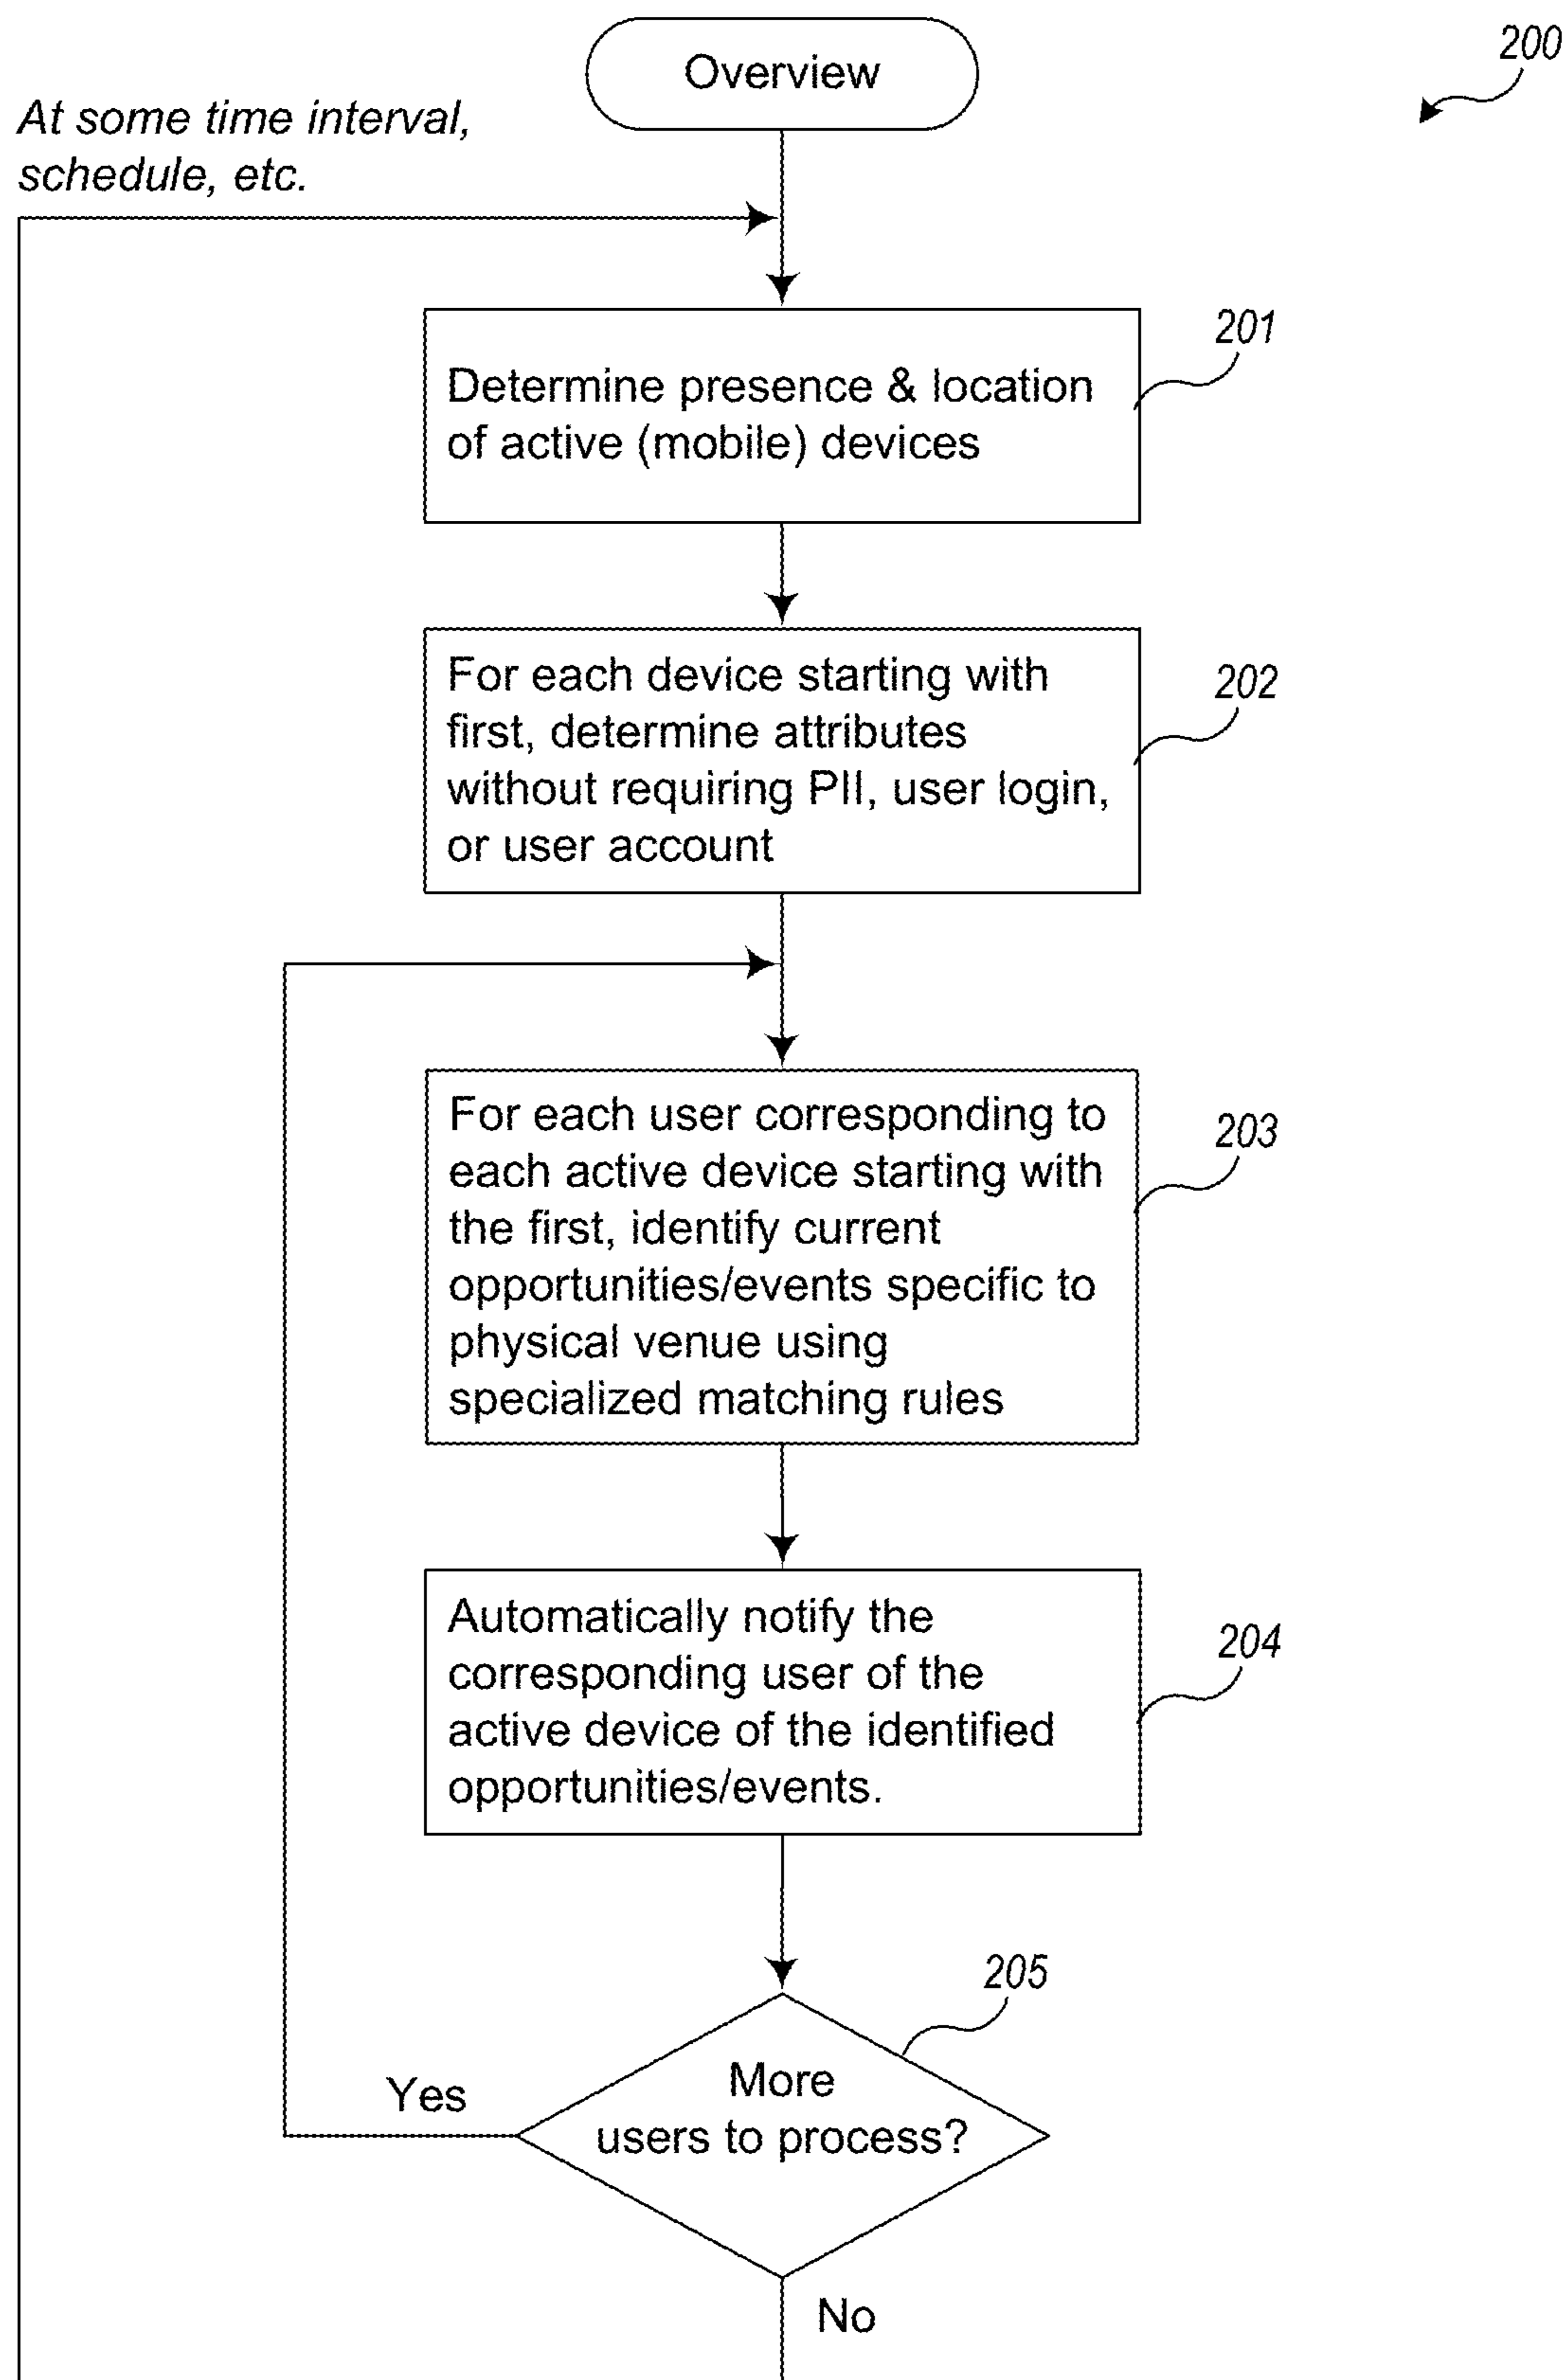 Overview
200
At some time interval,
schedule, etc.
Determine presence & location
of active (mobile) devices
201
For each device starting with
first, determine attributes
without requiring PII, user login,
or user account
202
For each user corresponding to
each active device starting with
the first, identify current
opportunities/events specific to
physical venue using
specialized matching rules
203
Automatically notify the
corresponding user of the
active device of the identified
opportunities/events.
204
205
More
users to process?
Yes
No